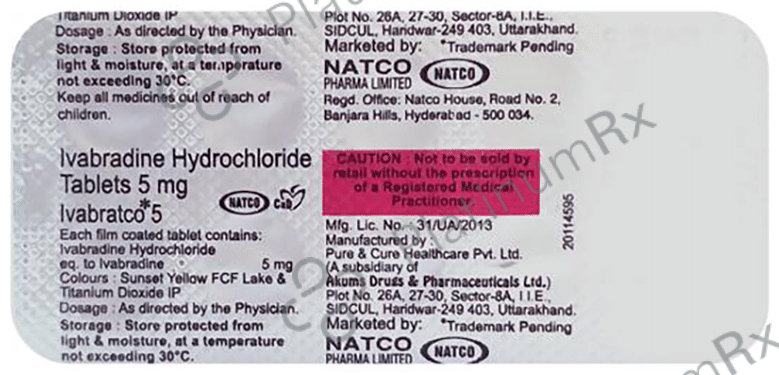 Titanium Dioxide IP
Dosage : As directed by the Physician.
Storage : Store protected from
light & moisture, at a temperature
not exceeding 30°C.
Keep all medicines out of reach of
children.
Ivabradine Hydrochloride
Tablets 5 mg
Ivabratco*5
NATCO
Each film coated tablet contains:
Ivabradine Hydrochloride
eq. to Ivabradine 5 mg
Colours : Sunset Yellow FCF Lake &
Titanium Dioxide IP
Dosage : As directed by the Physician.
Storage : Store protected from
light & moisture, at a temperature
not exceeding 30°C.
Plot No. 26A, 27-30, Sector-8A, I.I.E.,
SIDCUL, Haridwar-249 403, Uttarakhand.
Marketed by: *Trademark Pending
NATCO NATCO
PHARMA LIMITED
Regd. Office: Natco House, Road No. 2,
Banjara Hills, Hyderabad - 500 034.
CAUTION : Not to be sold by
retail without the prescription
of a Registered Medical
Practitioner.
Mfg. Lic. No. 31/UA/2013
Manufactured by :
Pure & Cure Healthcare Pvt. Ltd.
(A subsidiary of
Akums Drugs & Pharmaceuticals Ltd.)
Plot No. 26A, 27-30, Sector-8A, I.I.E.,
SIDCUL, Haridwar-249 403, Uttarakhand.
Marketed by: *Trademark Pending
NATCO NATCO
PHARMA LIMITED
20114595
PlatinumRx